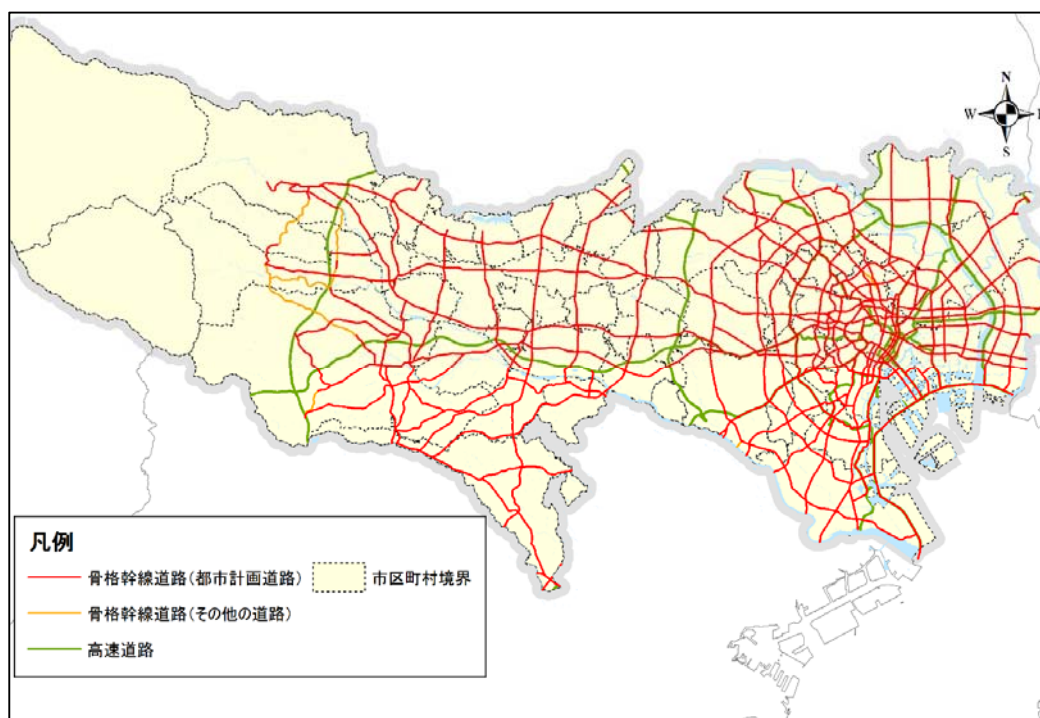 N
W
E
S
凡例
骨格幹線道路(都市計画道路)
市区町村境界
骨格幹線道路(その他の道路)
高速道路